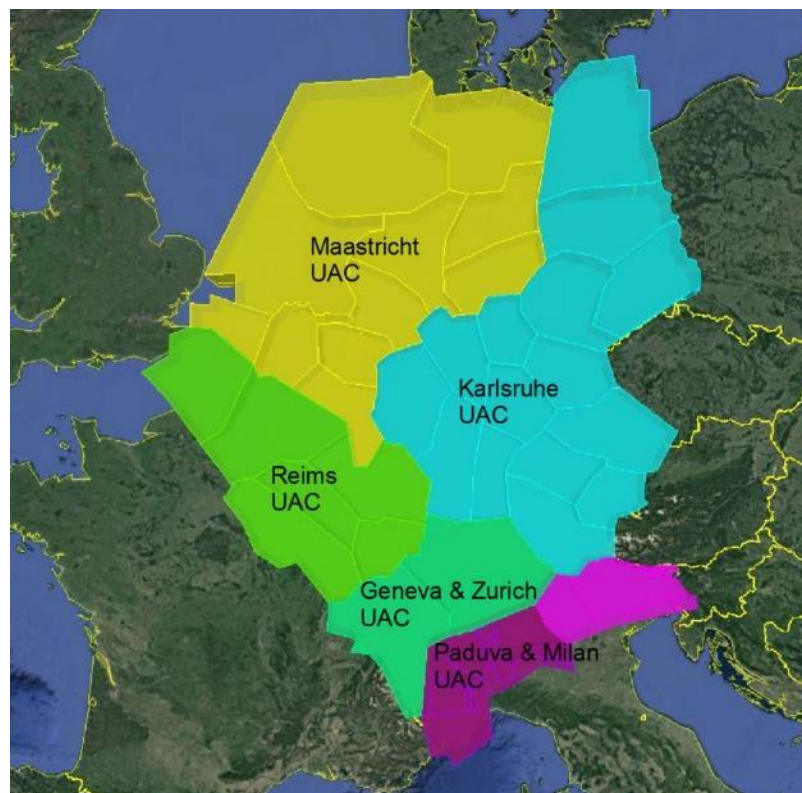 Maastricht
UAC
Karlsruhe
UAC
Reims
UAC
Geneva & Zurich
UAC
Paduva & Milan
UAC